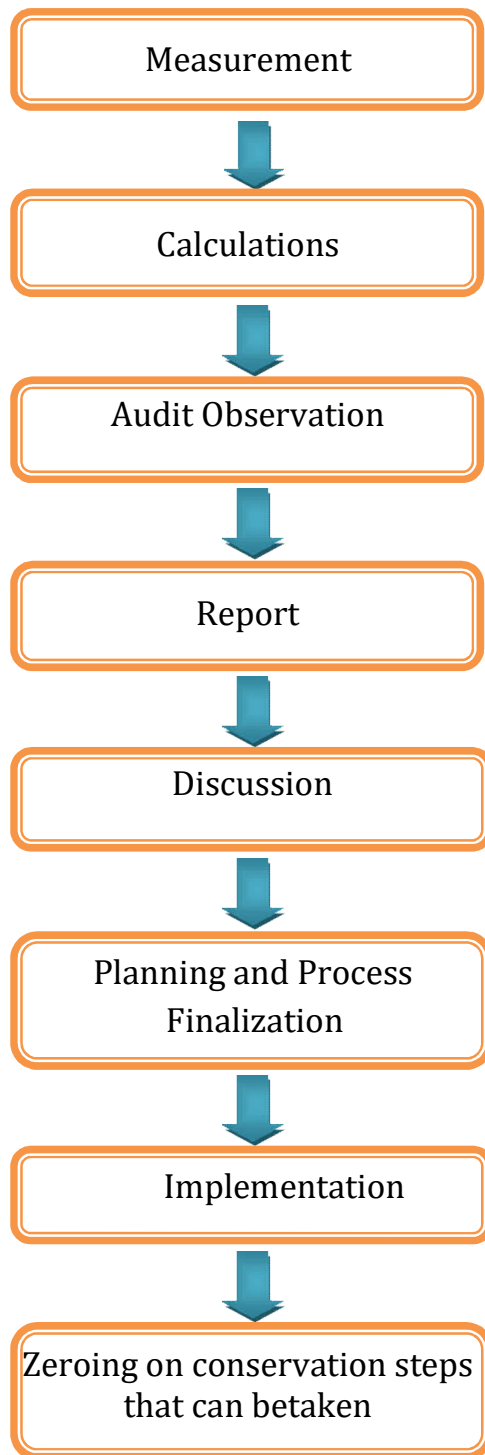 Measurement
Calculations
Audit Observation
Report
Discussion
Planning and Process
Finalization
Implementation
Zeroing on conservation steps
that can betaken